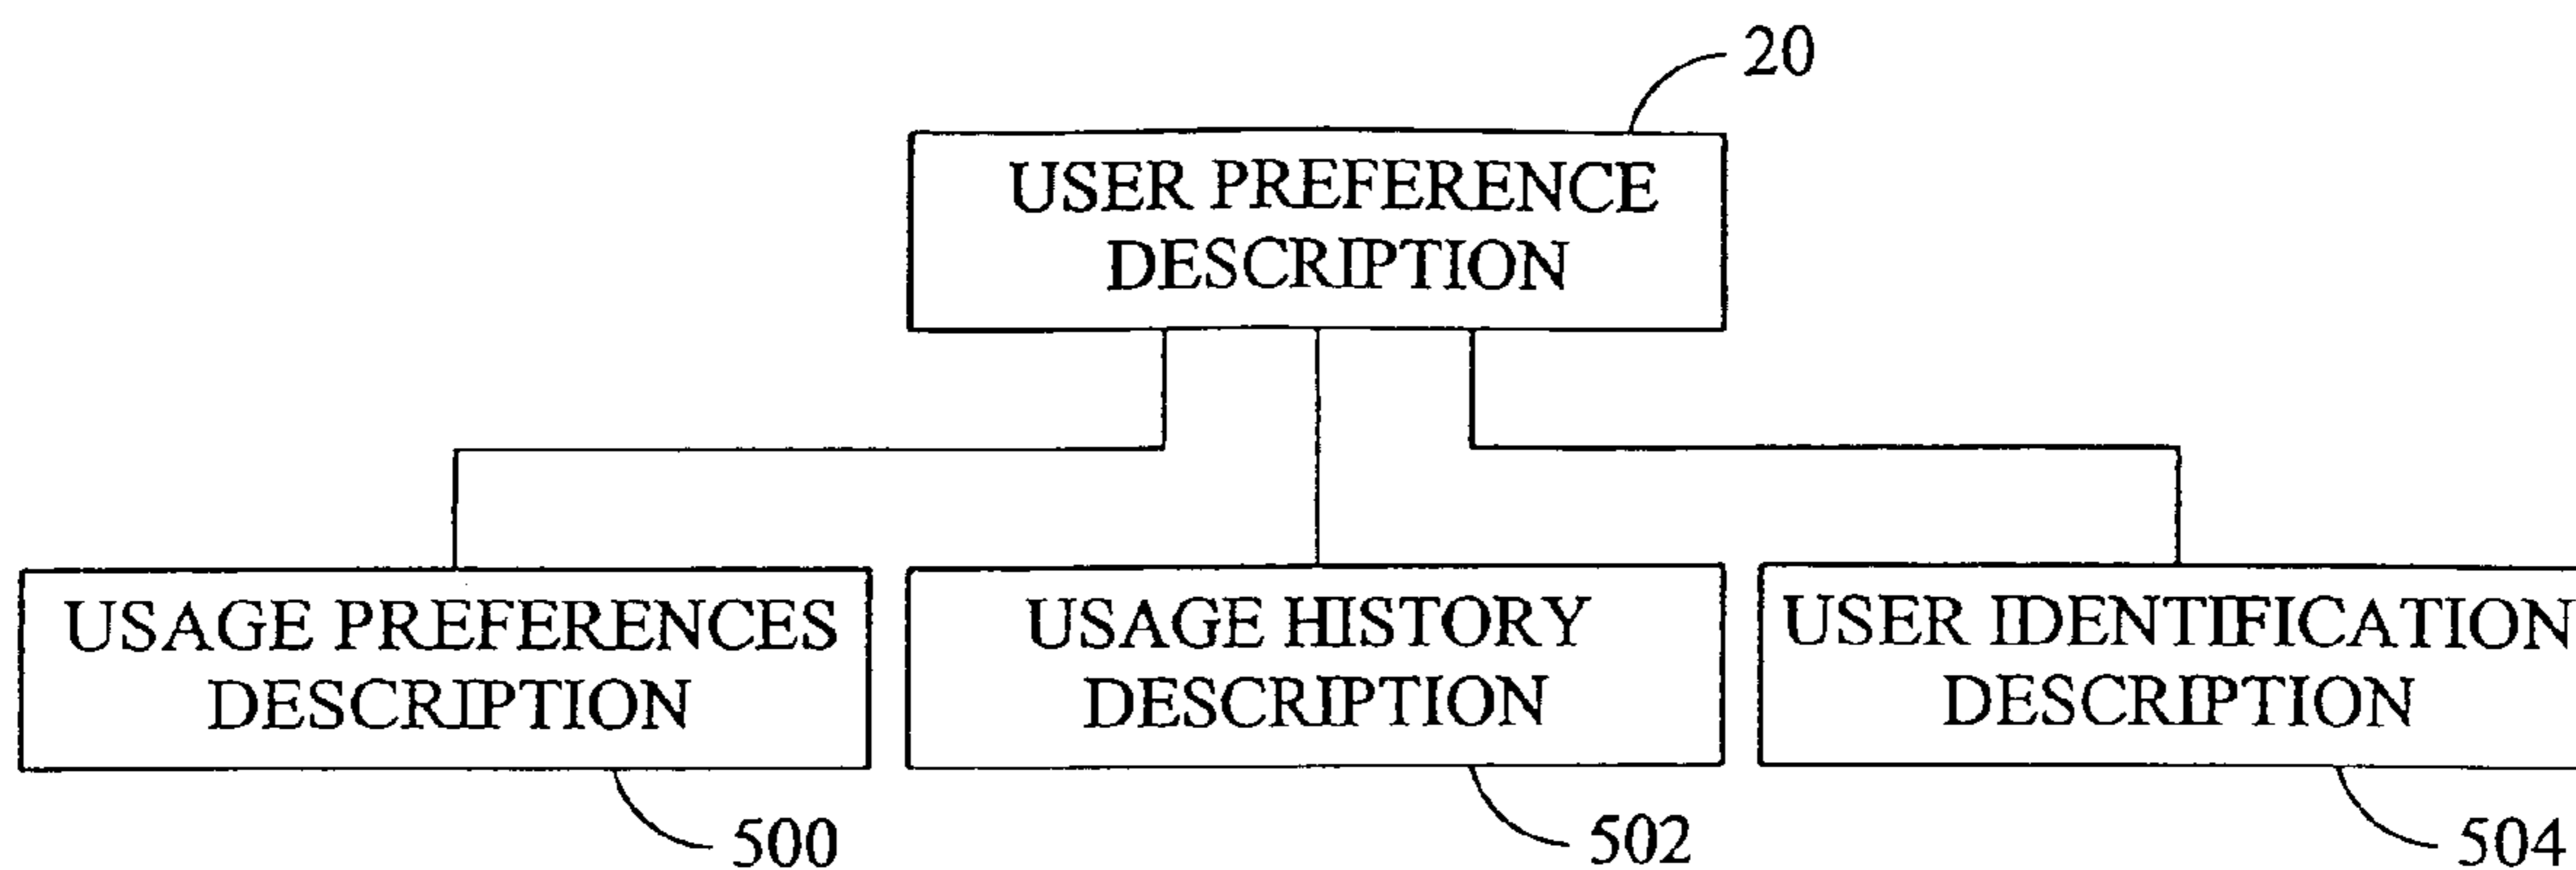 20
USER PREFERENCE
DESCRIPTION
USAGE PREFERENCES
DESCRIPTION
USAGE HISTORY
DESCRIPTION
USER IDENTIFICATION
DESCRIPTION
500
502
504